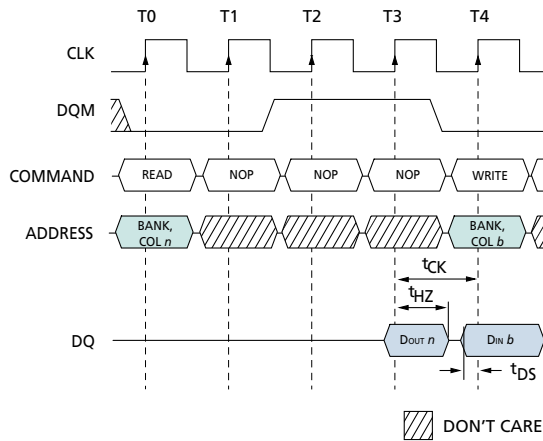 T0 T1 T2 T3 T4
CLK
DQM
COMMAND READ NOP NOP NOP WRITE
ADDRESS BANK, COL n BANK, COL b
tCK
tHZ
DQ DOUT n DIN b
tDS
DON'T CARE